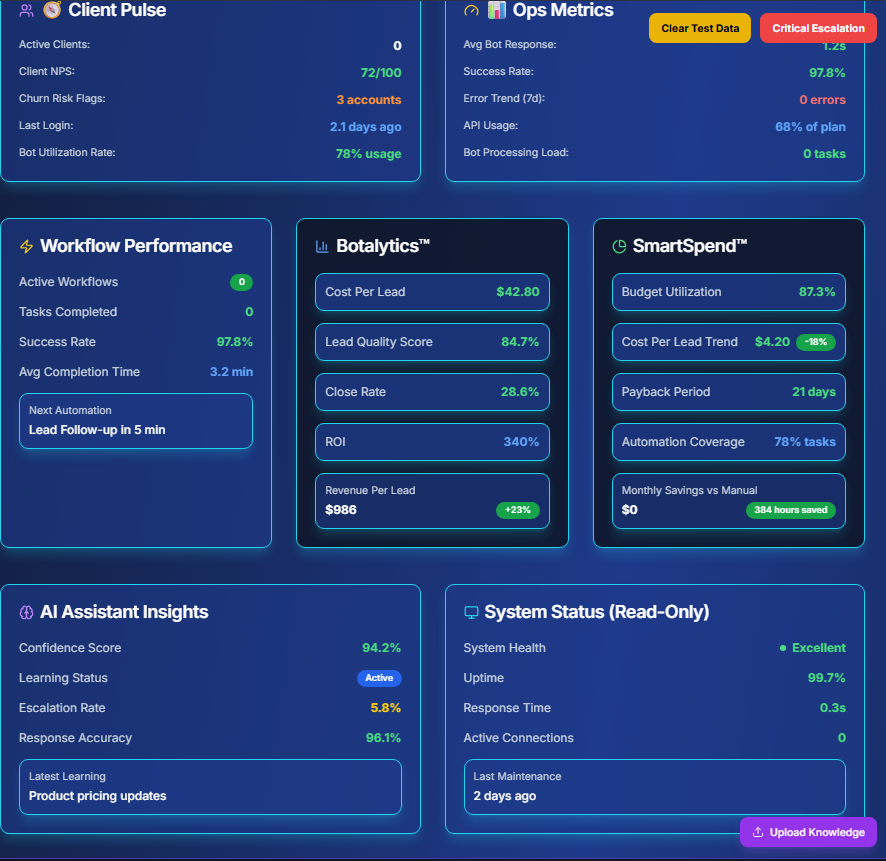 Client Pulse
Active Clients: 0
Client NPS: 72/100
Churn Risk Flags: 3 accounts
Last Login: 2.1 days ago
Bot Utilization Rate: 78% usage
Ops Metrics
Clear Test Data
Critical Escalation
Avg Bot Response: 1.2s
Success Rate: 97.8%
Error Trend (7d): 0 errors
API Usage: 68% of plan
Bot Processing Load: 0 tasks
Workflow Performance
Active Workflows 0
Tasks Completed 0
Success Rate 97.8%
Avg Completion Time 3.2 min
Next Automation
Lead Follow-up in 5 min
Botalytics™
Cost Per Lead $42.80
Lead Quality Score 84.7%
Close Rate 28.6%
ROI 340%
Revenue Per Lead
$986 +23%
SmartSpend™
Budget Utilization 87.3%
Cost Per Lead Trend $4.20 -18%
Payback Period 21 days
Automation Coverage 78% tasks
Monthly Savings vs Manual
$0 384 hours saved
AI Assistant Insights
Confidence Score 94.2%
Learning Status Active
Escalation Rate 5.8%
Response Accuracy 96.1%
Latest Learning
Product pricing updates
System Status (Read-Only)
System Health Excellent
Uptime 99.7%
Response Time 0.3s
Active Connections 0
Last Maintenance
2 days ago
Upload Knowledge